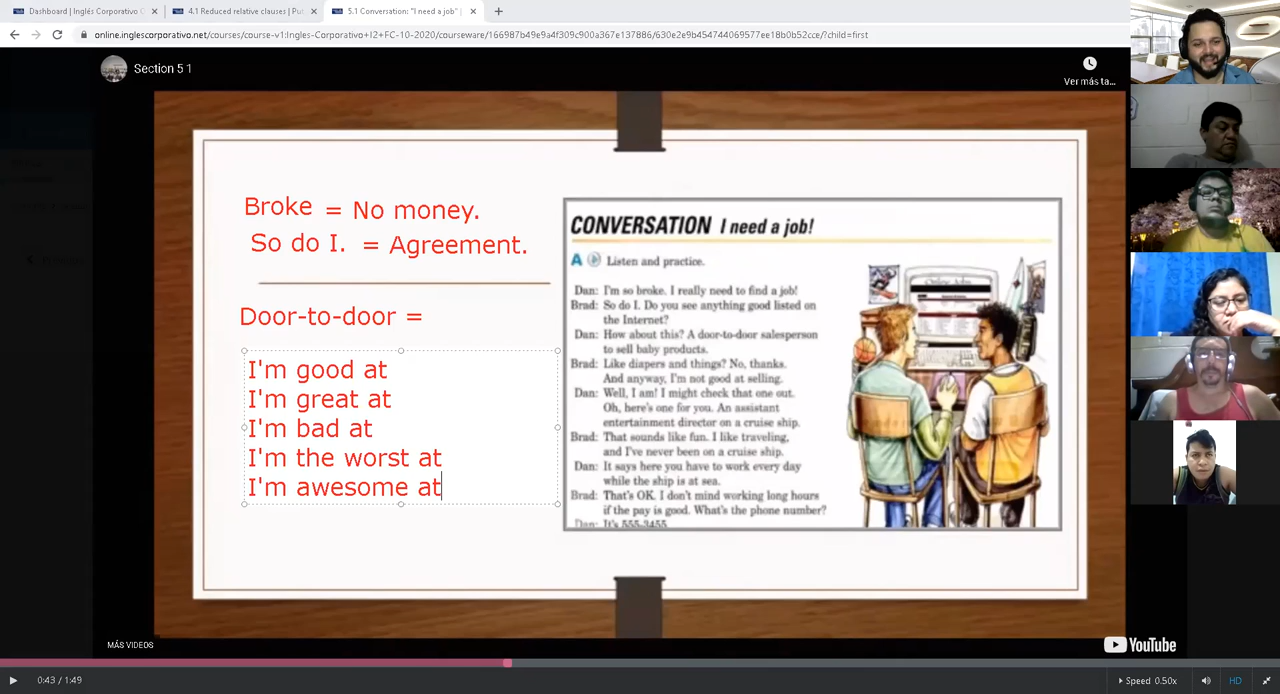 Dashboard | Inglés Corporativo
4.1 Reduced relative clauses | Pu
5.1 Conversation: "I need a job" |
online.inglescorporativo.net/courses/course-v1:Ingles-Corporativo+I2+FC-10-2020/courseware/166987b49e9a4f309c900a367e137886/630e2e9b454744069577ee18b0b52cce/?child=first
Section 5 1
Ver más ta...
Broke = No money.
So do I. = Agreement.
Door-to-door =
I'm good at
I'm great at
I'm bad at
I'm the worst at
I'm awesome at
CONVERSATION I need a job!
A Listen and practice.
Dan: I'm so broke. I really need to find a job!
Brad: So do I. Do you see anything good listed on
the Internet?
Dan: How about this? A door-to-door salesperson
to sell baby products.
Brad: Like diapers and things? No, thanks.
And anyway, I'm not good at selling.
Dan: Well, I am! I might check that one out.
Oh, here's one for you. An assistant
entertainment director on a cruise ship.
Brad: That sounds like fun. I like traveling,
and I've never been on a cruise ship.
Dan: It says here you have to work every day
while the ship is at sea.
Brad: That's OK. I don't mind working long hours
if the pay is good. What's the phone number?
Dan: It's 555-3455
Online Jobs
MÁS VIDEOS
YouTube
0:43 / 1:49
Speed 0.50x
HD